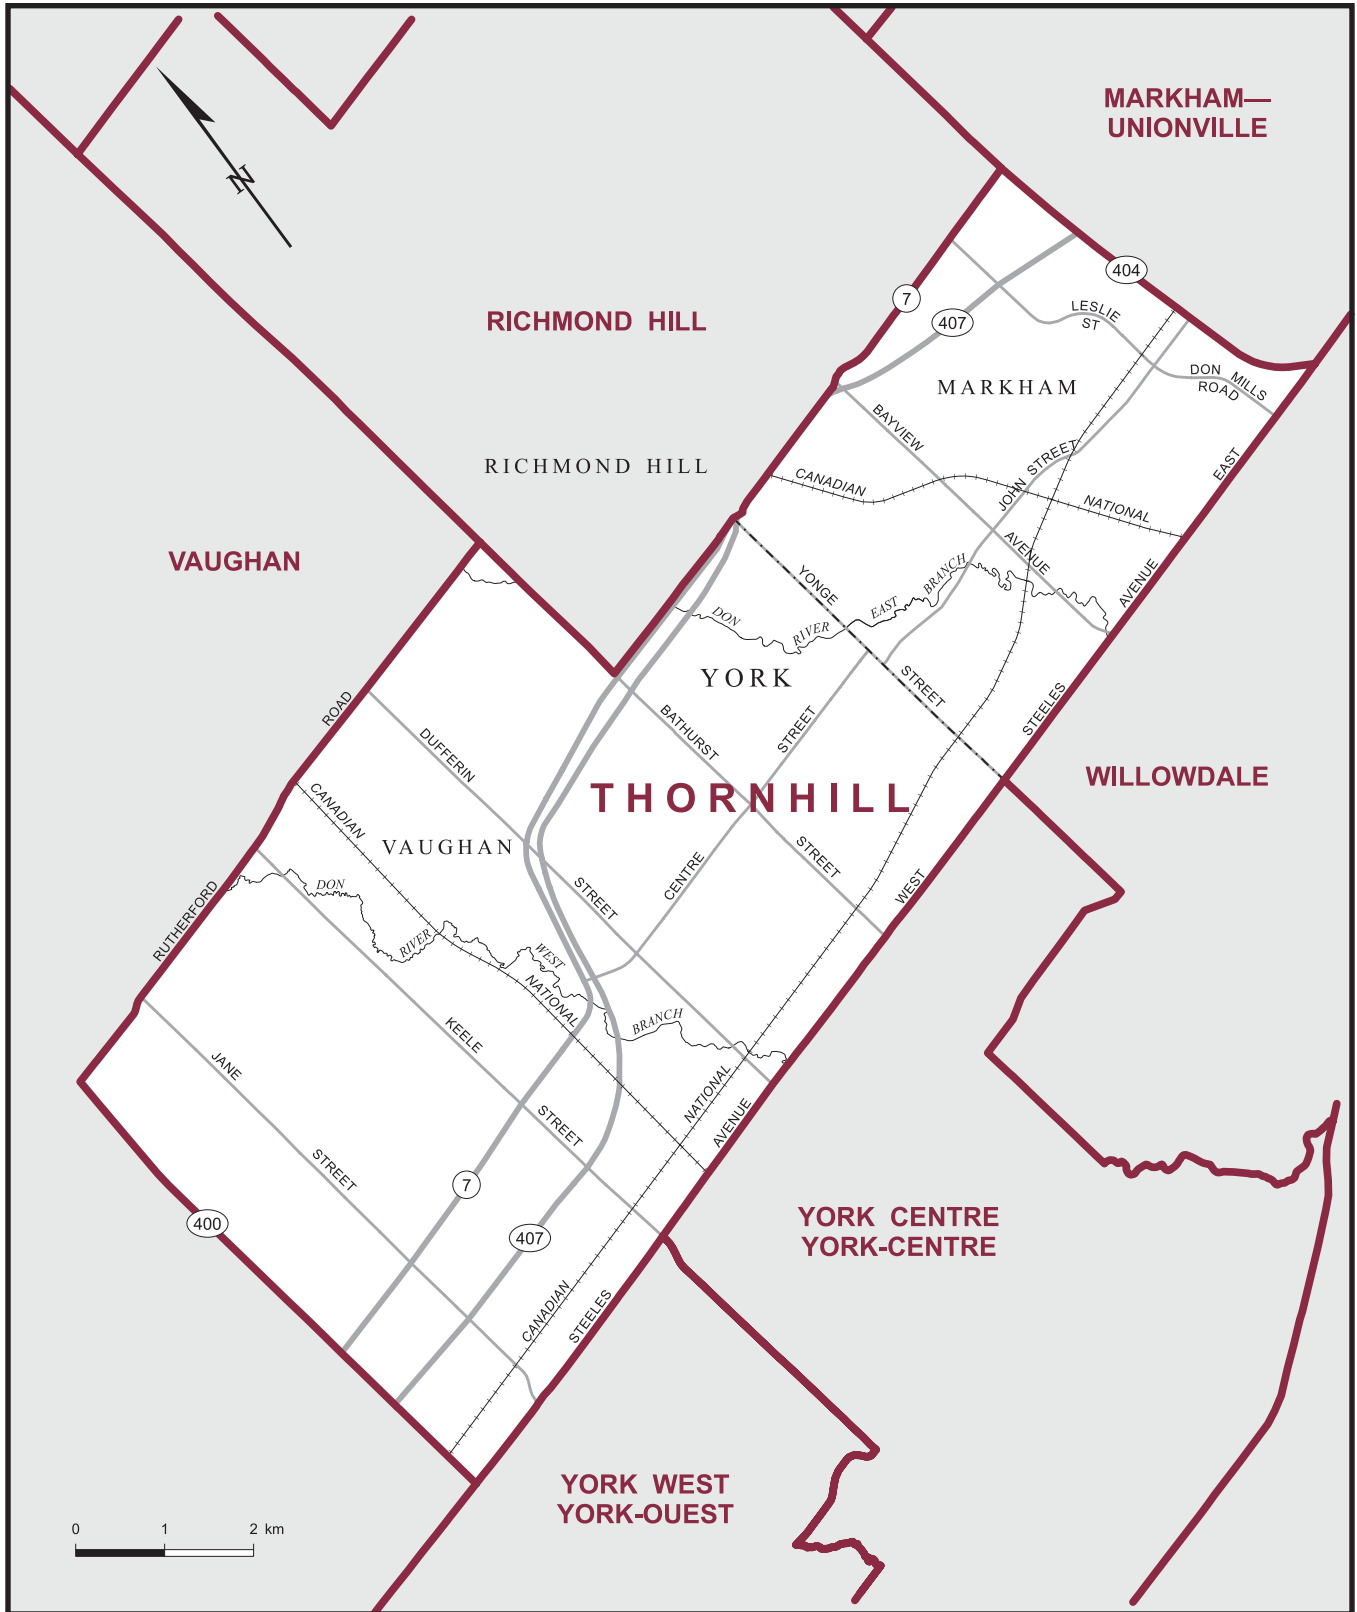 MARKHAM—
UNIONVILLE
N
404
7
RICHMOND HILL
407
LESLIE
ST
DON MILLS
ROAD
MARKHAM
BAYVIEW
AVENUE
RICHMOND HILL
CANADIAN
NATIONAL
JOHN STREET
EAST
AVENUE
STEELES
VAUGHAN
YONGE
STREET
DON
RIVER
EAST
BRANCH
YORK
ROAD
RUTHERFORD
DUFFERIN
STREET
BATHURST
STREET
STREET
CENTRE
WILLOWDALE
THORNHILL
CANADIAN
NATIONAL
VAUGHAN
DON
RIVER
WEST
BRANCH
WEST
AVENUE
STEELES
KEELE
STREET
JANE
STREET
NATIONAL
CANADIAN
7
400
407
YORK CENTRE
YORK-CENTRE
YORK WEST
YORK-OUEST
0 1 2 km